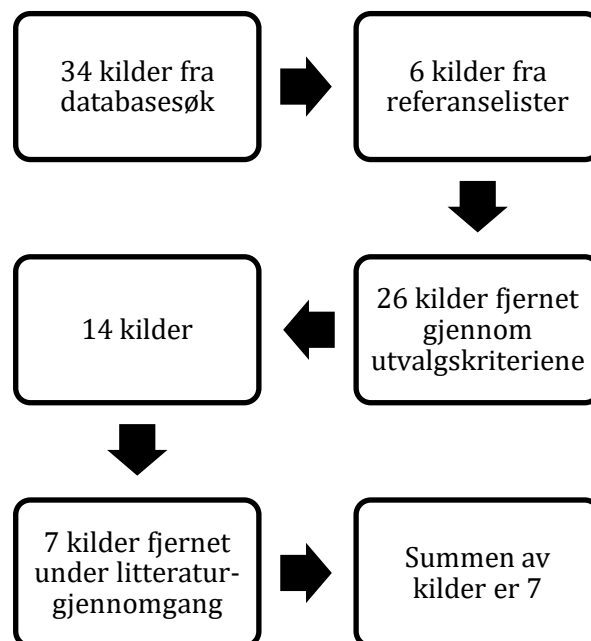 34 kilder fra
databasesøk
6 kilder fra
referanselister
26 kilder fjernet
gjennom
utvalgskriteriene
14 kilder
7 kilder fjernet
under litteratur-
gjennomgang
Summen av
kilder er 7